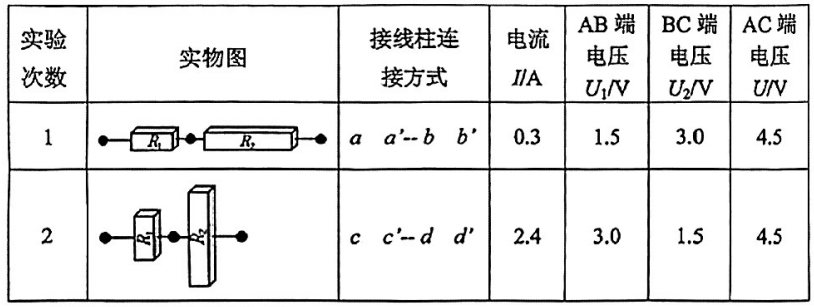 实验
次数
实物图
接线柱连
接方式
电流
I/A
AB 端
电压
U₁/V
BC 端
电压
U₂/V
AC 端
电压
U/V
1
R₁
R₂
a a'-- b b'
0.3
1.5
3.0
4.5
2
R₁
R₂
c c'-- d d'
2.4
3.0
1.5
4.5